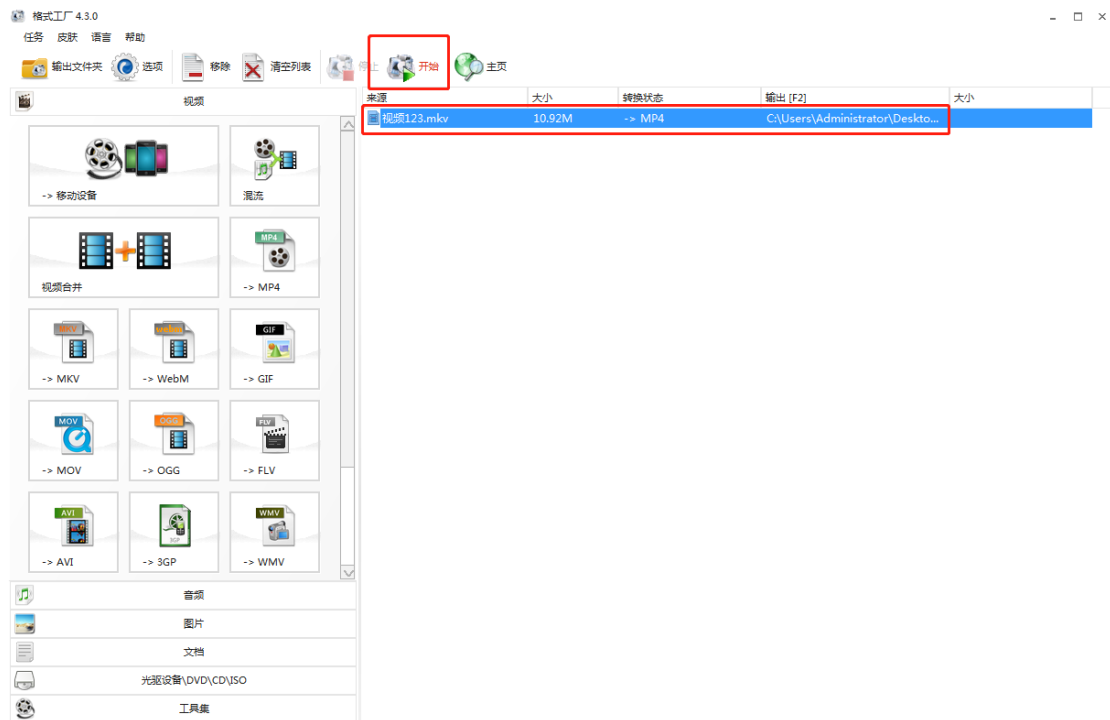 格式工厂 4.3.0
任务 皮肤 语言 帮助
输出文件夹 选项 移除 清空列表 停止 开始 主页
视频
来源 大小 转换状态 输出 [F2] 大小
视频123.mkv 10.92M -> MP4 C:\Users\Administrator\Deskto...
-> 移动设备
混流
视频合并
MP4
-> MP4
MKV
-> MKV
webm
-> WebM
GIF
-> GIF
MOV
-> MOV
OGG
-> OGG
FLV
-> FLV
AVI
-> AVI
3GP
-> 3GP
WMV
-> WMV
音频
图片
文档
光驱设备\DVD\CD\ISO
工具集